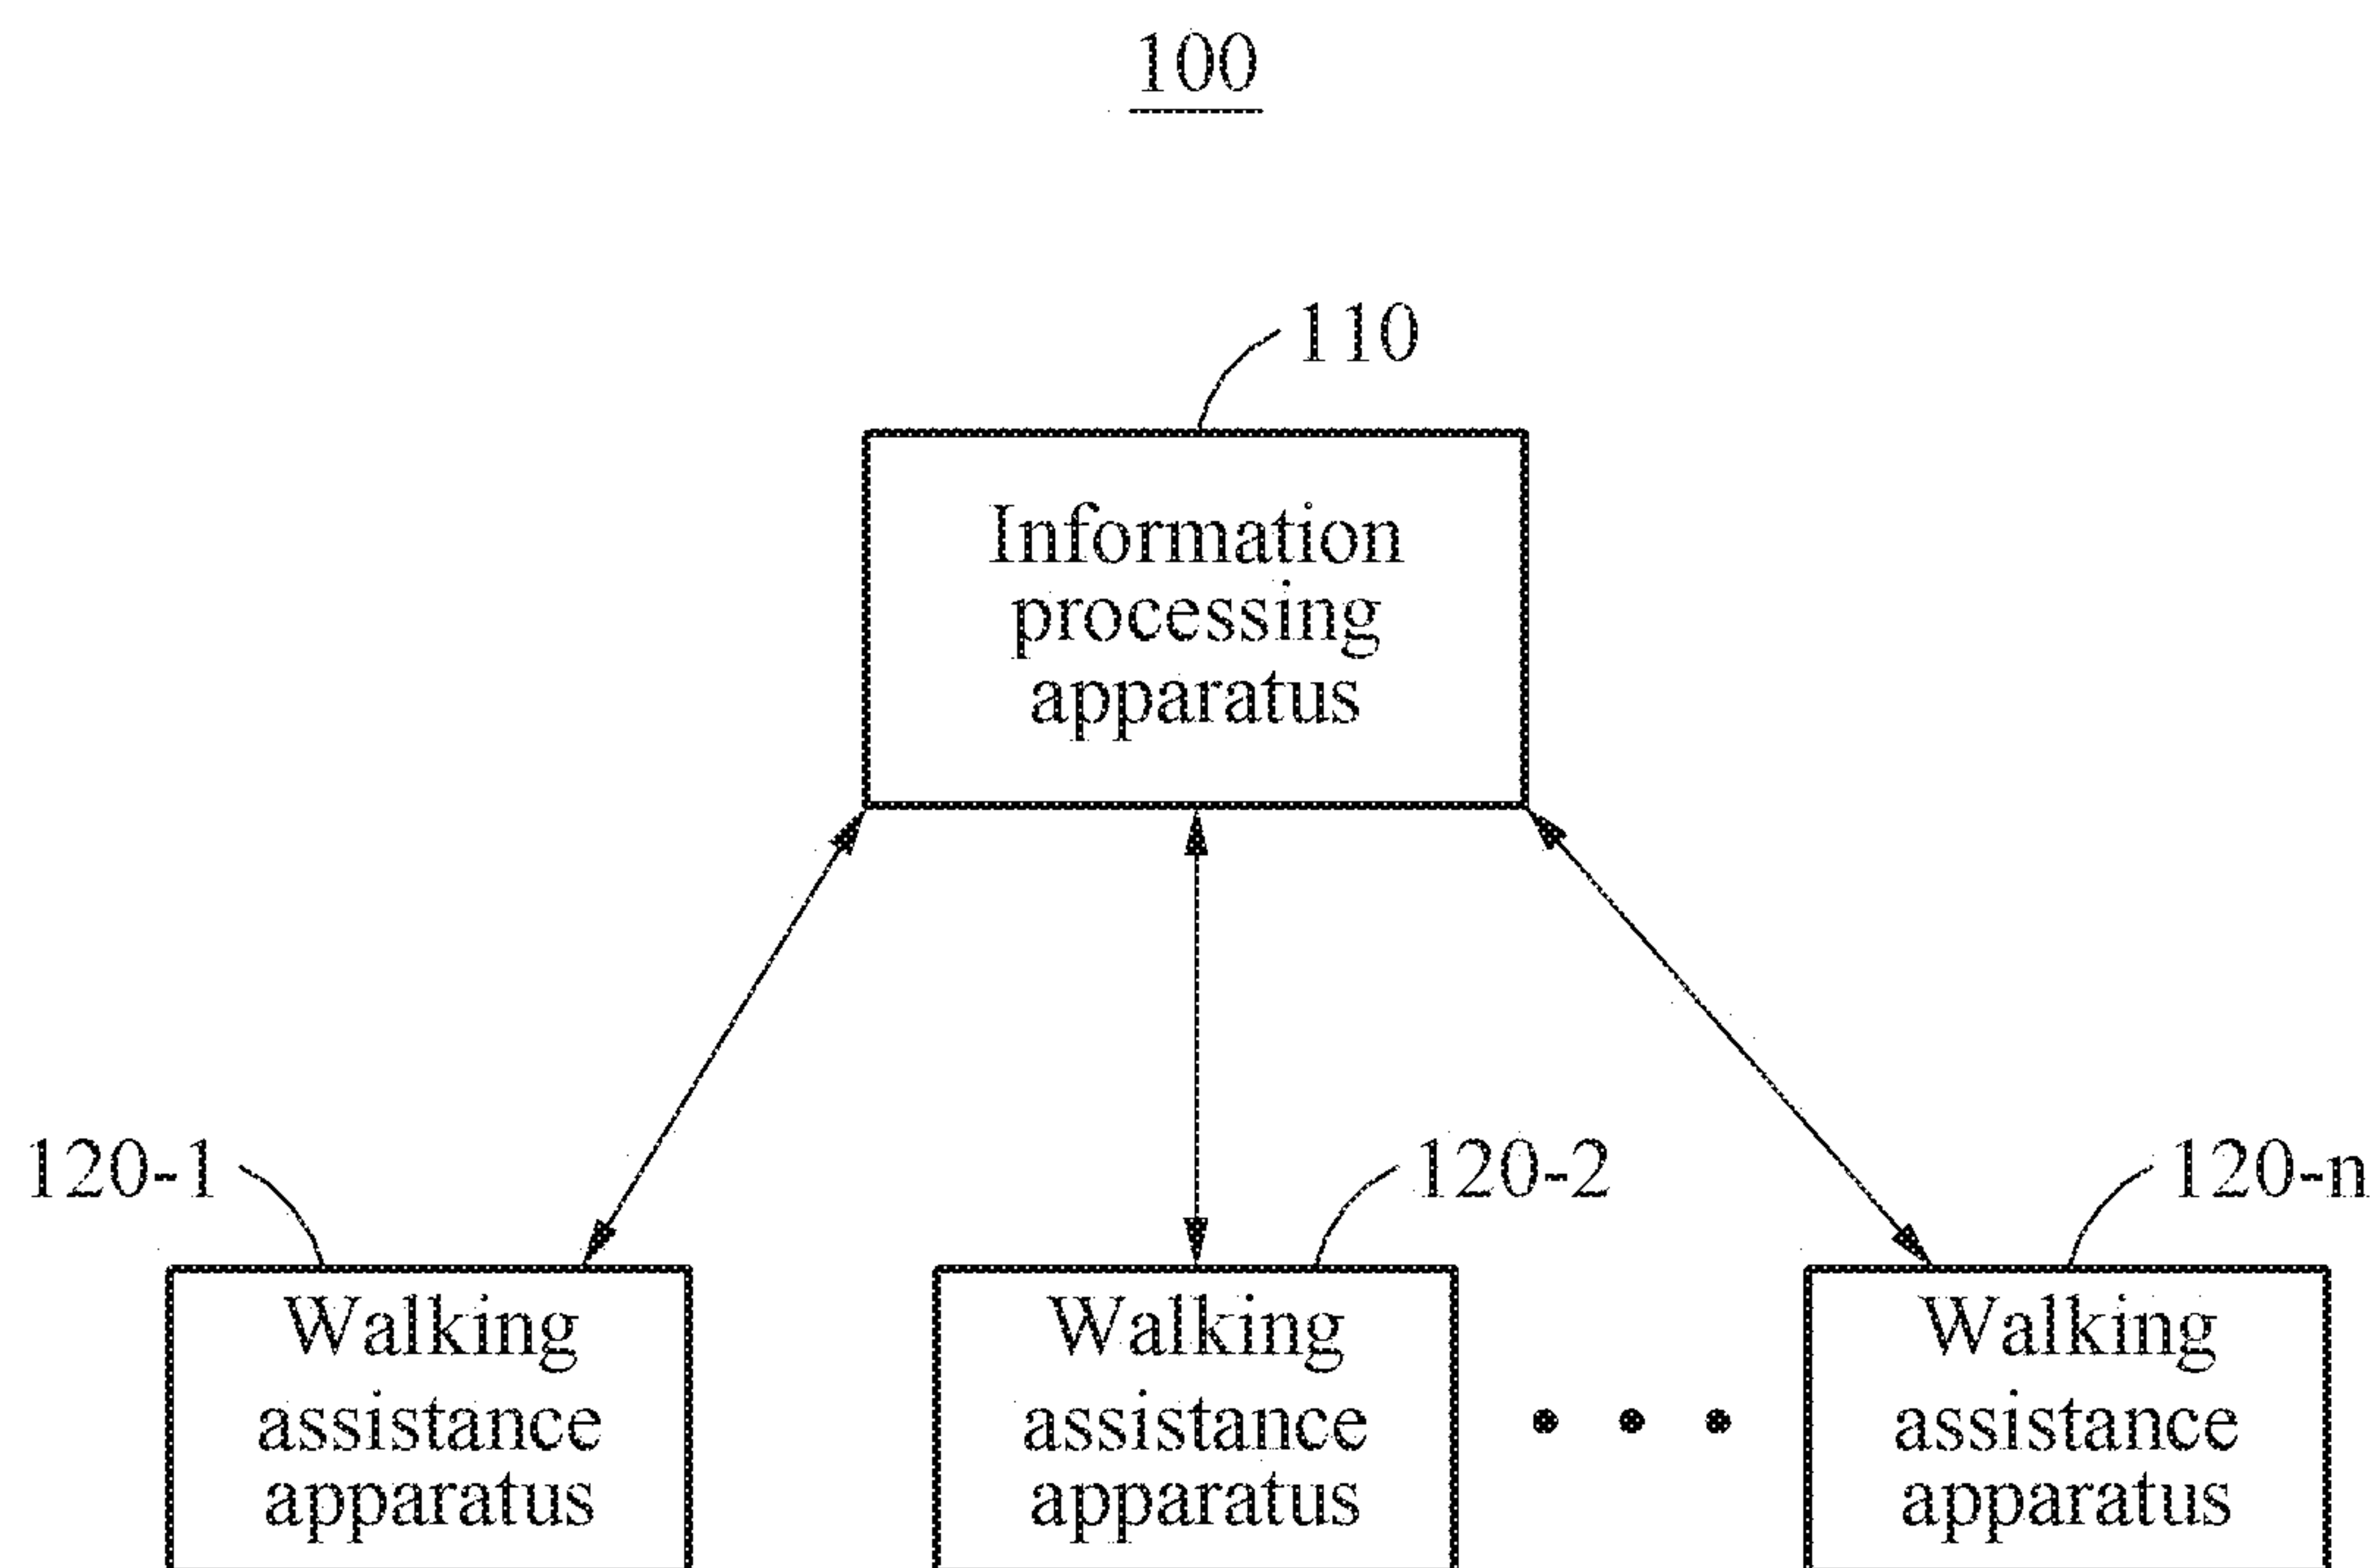 100
110
Information
processing
apparatus
120-1
120-2
120-n
Walking
assistance
apparatus
Walking
assistance
apparatus
Walking
assistance
apparatus